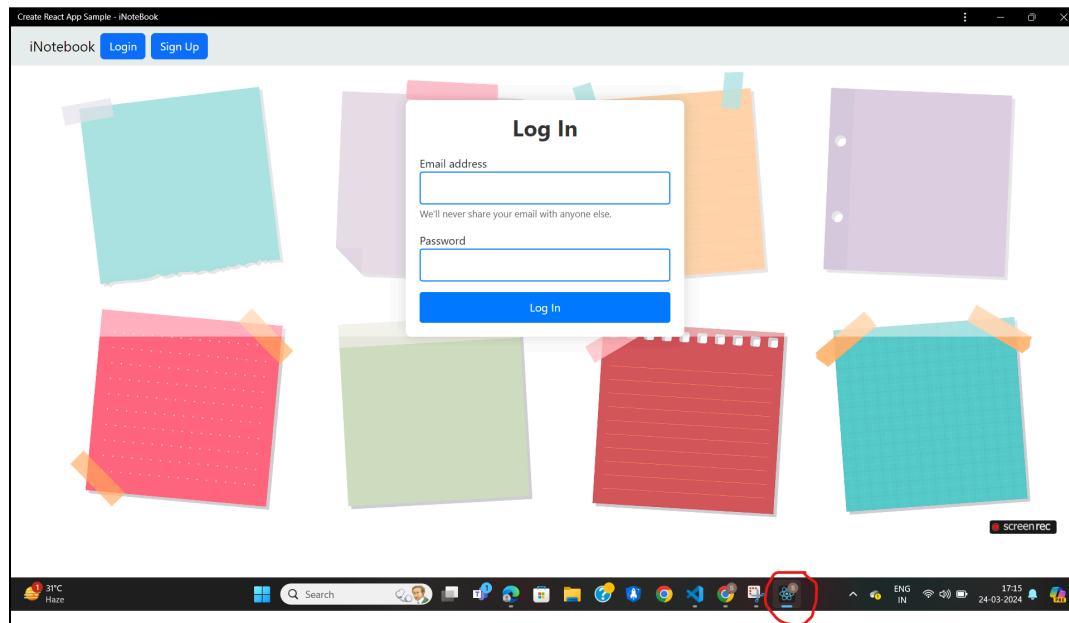 Create React App Sample - iNoteBook
iNotebook Login Sign Up
Log In
Email address
We'll never share your email with anyone else.
Password
Log In
screenrec
1 31°C
Haze
Search
ENG
IN
17:15
24-03-2024